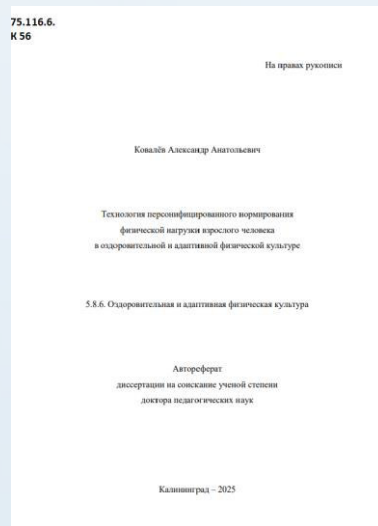 75.116.6.
К 56
На правах рукописи
Ковалёв Александр Анатольевич
Технология персонифицированного нормирования
физической нагрузки взрослого человека
в оздоровительной и адаптивной физической культуре
5.8.6. Оздоровительная и адаптивная физическая культура
Автореферат
диссертации на соискание ученой степени
доктора педагогических наук
Калининград – 2025